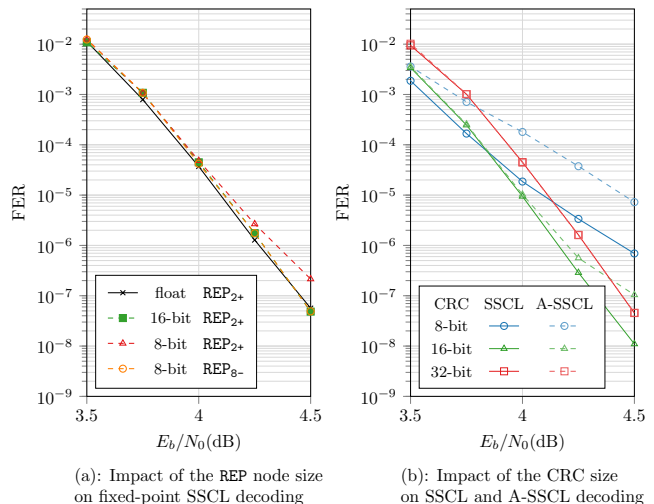 FER
10−2
10−3
10−4
10−5
10−6
10−7
10−8
10−9
3.5 4 4.5
Eb/N0(dB)
float REP2+
16-bit REP2+
8-bit REP2+
8-bit REP8−
(a): Impact of the REP node size
on fixed-point SSCL decoding
FER
10−2
10−3
10−4
10−5
10−6
10−7
10−8
10−9
3.5 4 4.5
Eb/N0(dB)
CRC SSCL A-SSCL
8-bit
16-bit
32-bit
(b): Impact of the CRC size
on SSCL and A-SSCL decoding